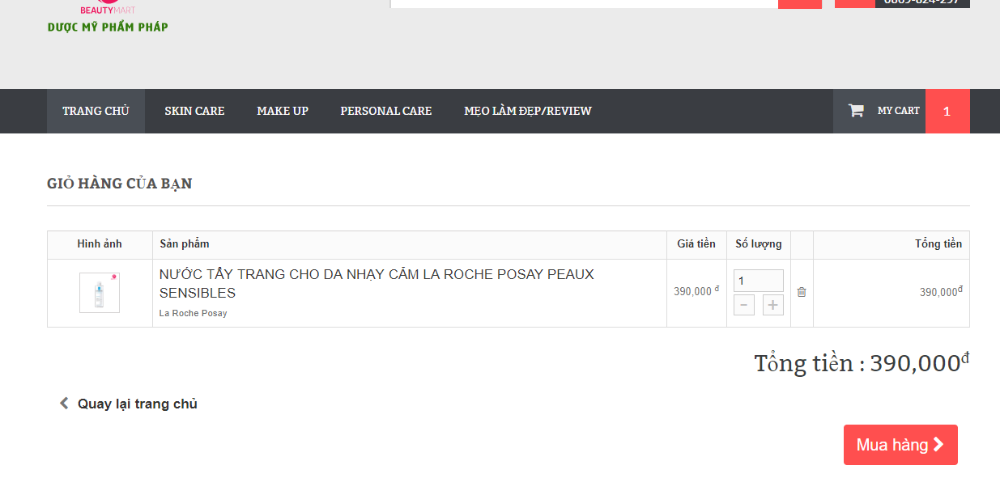 BEAUTYMART
DƯỢC MỸ PHẨM PHÁP
0869-824-297
TRANG CHỦ
SKIN CARE
MAKE UP
PERSONAL CARE
MẸO LÀM ĐẸP/REVIEW
MY CART
1
GIỎ HÀNG CỦA BẠN
Hình ảnh
Sản phẩm
Giá tiền
Số lượng
Tổng tiền
NƯỚC TẨY TRANG CHO DA NHẠY CẢM LA ROCHE POSAY PEAUX
SENSIBLES
La Roche Posay
390,000 đ
1
− +
390,000đ
Tổng tiền : 390,000đ
Quay lại trang chủ
Mua hàng